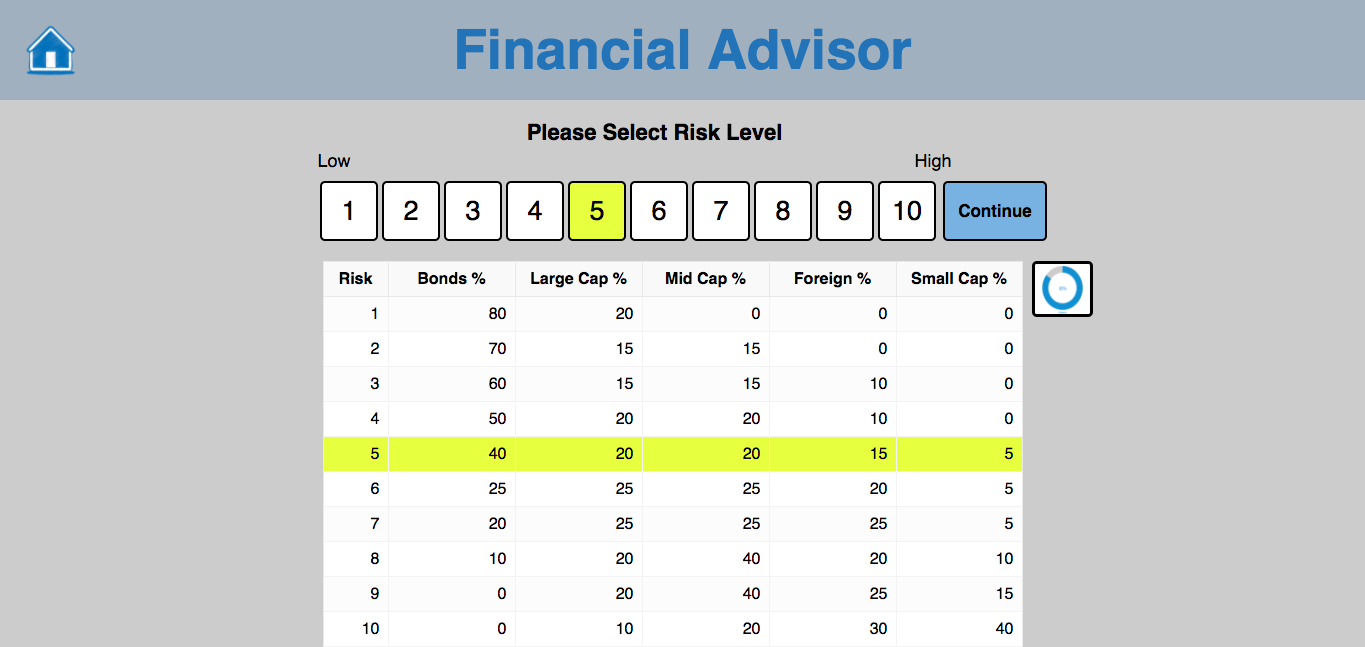 Financial Advisor
Please Select Risk Level
Low High
1 2 3 4 5 6 7 8 9 10 Continue
Risk Bonds % Large Cap % Mid Cap % Foreign % Small Cap %
1 80 20 0 0 0
2 70 15 15 0 0
3 60 15 15 10 0
4 50 20 20 10 0
5 40 20 20 15 5
6 25 25 25 20 5
7 20 25 25 25 5
8 10 20 40 20 10
9 0 20 40 25 15
10 0 10 20 30 40